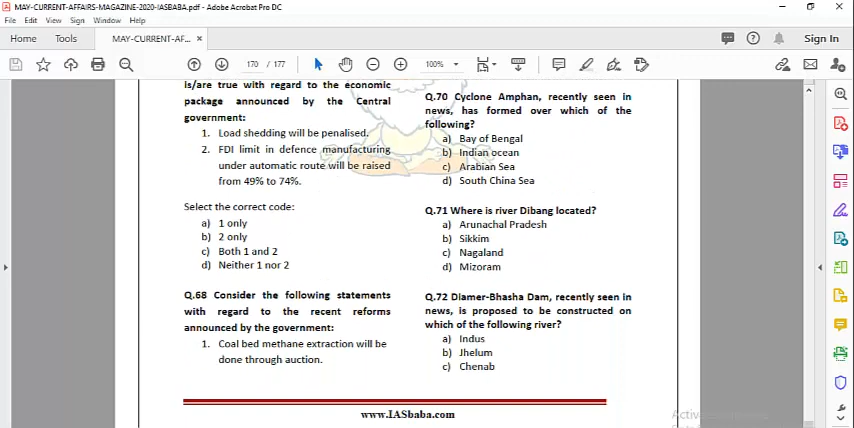 MAY-CURRENT-AFFAIRS-MAGAZINE-2020-IASBABA.pdf - Adobe Acrobat Pro DC
File Edit View Sign Window Help
Home Tools MAY-CURRENT-AF... × Sign In
170 / 177 100%
is/are true with regard to the economic
package announced by the Central
government:
1. Load shedding will be penalised.
2. FDI limit in defence manufacturing
under automatic route will be raised
from 49% to 74%.
Select the correct code:
a) 1 only
b) 2 only
c) Both 1 and 2
d) Neither 1 nor 2
Q.68 Consider the following statements
with regard to the recent reforms
announced by the government:
1. Coal bed methane extraction will be
done through auction.
Q.70 Cyclone Amphan, recently seen in
news, has formed over which of the
following?
a) Bay of Bengal
b) Indian ocean
c) Arabian Sea
d) South China Sea
Q.71 Where is river Dibang located?
a) Arunachal Pradesh
b) Sikkim
c) Nagaland
d) Mizoram
Q.72 Diamer-Bhasha Dam, recently seen in
news, is proposed to be constructed on
which of the following river?
a) Indus
b) Jhelum
c) Chenab
www.IASbaba.com